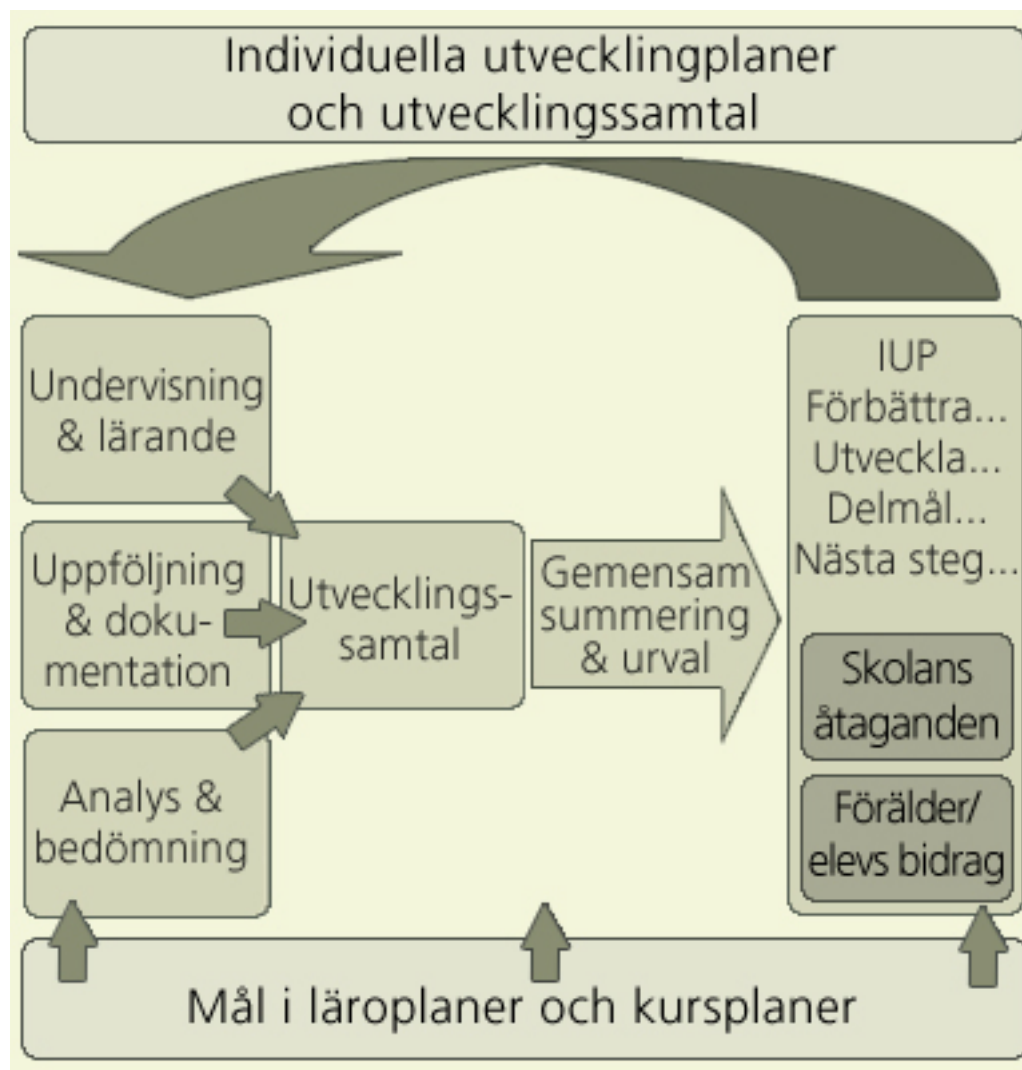 Individuella utvecklingplaner
och utvecklingssamtal
Undervisning
& lärande
Uppföljning
& doku-
mentation
Analys &
bedömning
Utvecklings-
samtal
Gemensam
summering
& urval
IUP
Förbättra...
Utveckla...
Delmål...
Nästa steg...
Skolans
åtaganden
Förälder/
elevs bidrag
Mål i läroplaner och kursplaner